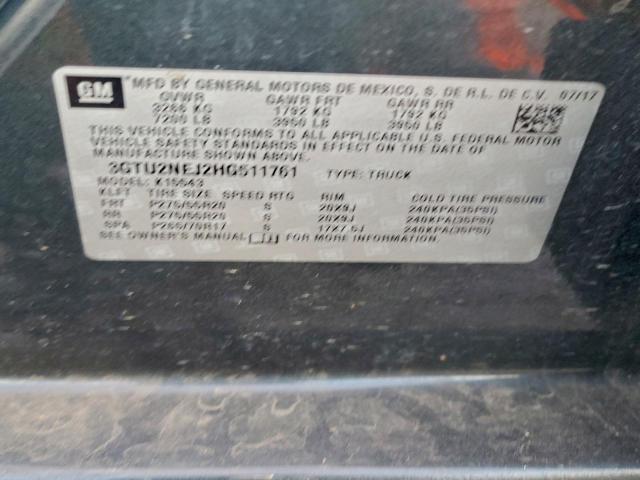 GM
MFD BY GENERAL MOTORS DE MEXICO, S. DE R.L. DE C.V. 07/17
GVWR GAWR FRT GAWR RR
3266 KG 1792 KG 1792 KG
7200 LB 3950 LB 3950 LB
THIS VEHICLE CONFORMS TO ALL APPLICABLE U.S. FEDERAL MOTOR
VEHICLE SAFETY STANDARDS IN EFFECT ON THE DATE OF
MANUFACTURE SHOWN ABOVE.
3GTU2NEJ2HG511761 TYPE: TRUCK
K15543
TIRE SIZE SPEED RTG RIM COLD TIRE PRESSURE
FRT P275/55R20 S 20X9J 240KPA(35PSI)
RR P275/55R20 S 20X9J 240KPA(35PSI)
SPA P265/70R17 S 17X7.5J 240KPA(35PSI)
SEE OWNER'S MANUAL FOR MORE INFORMATION.